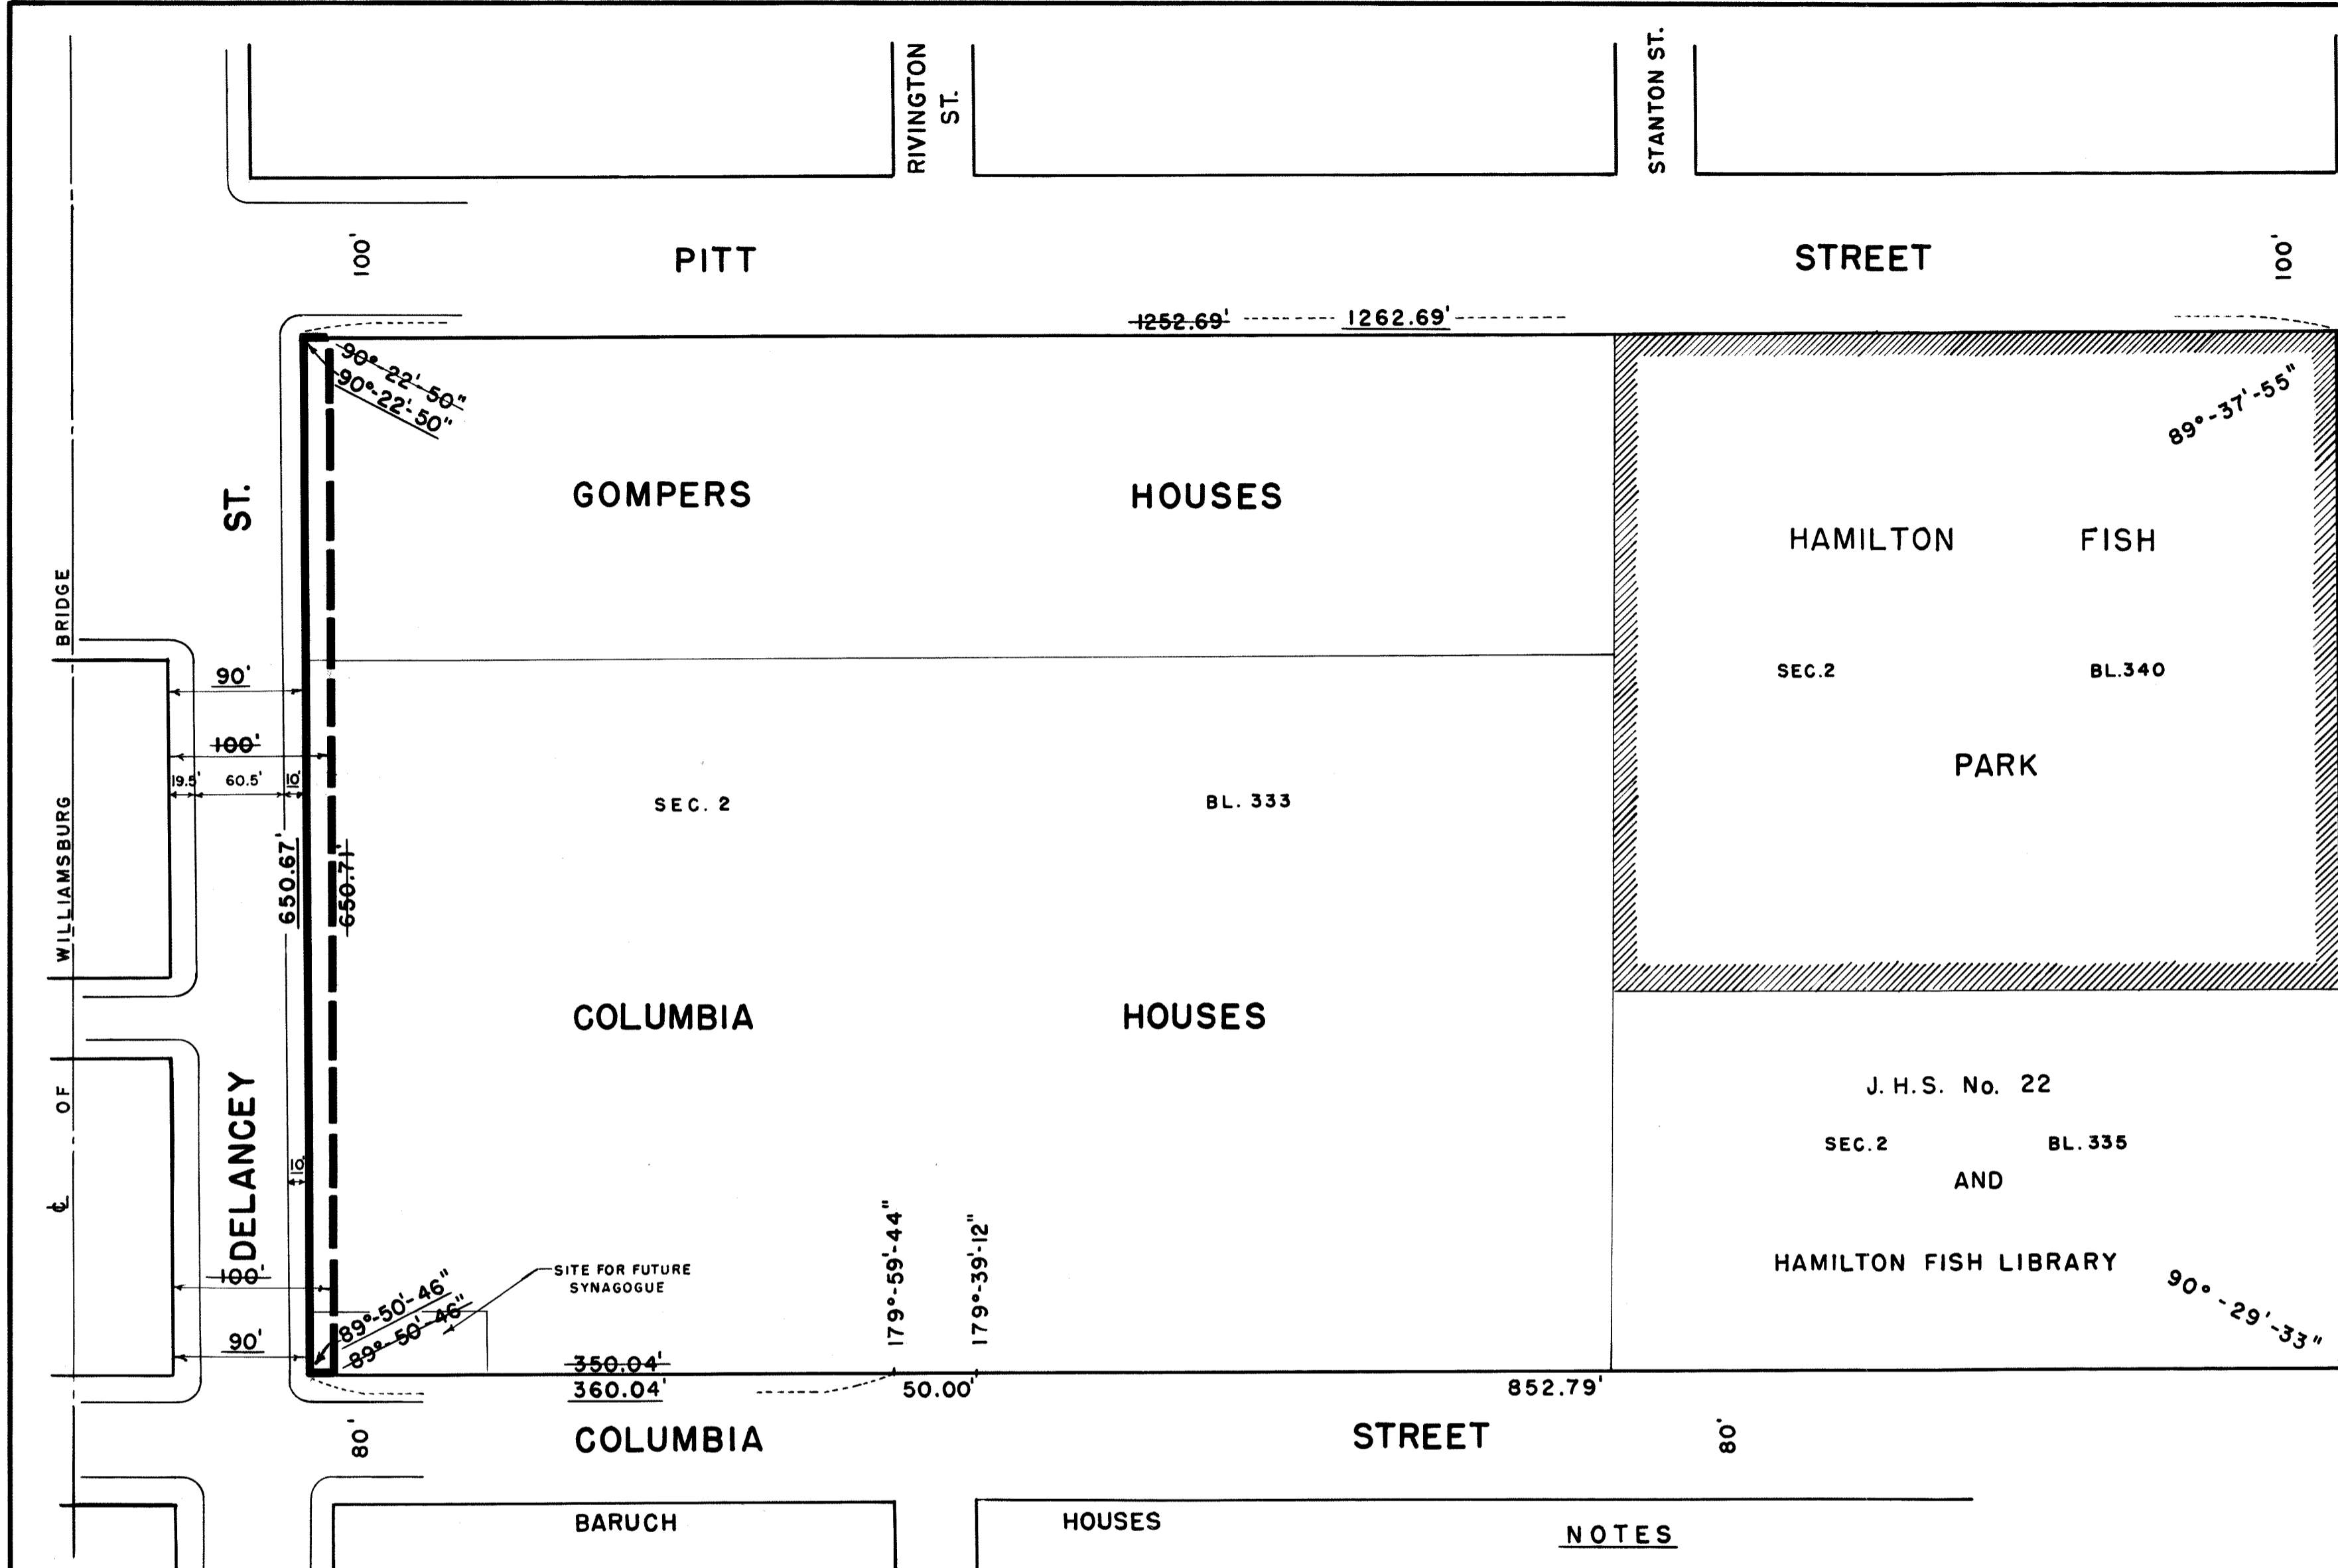 RIVINGTON
ST.
STANTON ST.
100'
PITT STREET
100'
1252.69' 1262.69'
90°-22'-50"
90°-22'-50"
89°-37'-55"
ST.
GOMPERS HOUSES
HAMILTON FISH
BRIDGE
90'
SEC.2 BL.340
100'
PARK
19.5' 60.5' 10'
SEC. 2 BL. 333
WILLIAMSBURG
650.67'
650.71'
COLUMBIA HOUSES
OF
℄
DELANCEY
J. H. S. No. 22
SEC. 2 BL. 335
AND
10'
HAMILTON FISH LIBRARY
179°-59'-44"
179°-39'-12"
SITE FOR FUTURE
SYNAGOGUE
100'
89°-50'-46"
89°-50'-46"
90°-29'-33"
90'
350.04'
360.04' 50.00' 852.79'
80'
COLUMBIA STREET
80'
BARUCH HOUSES
NOTES